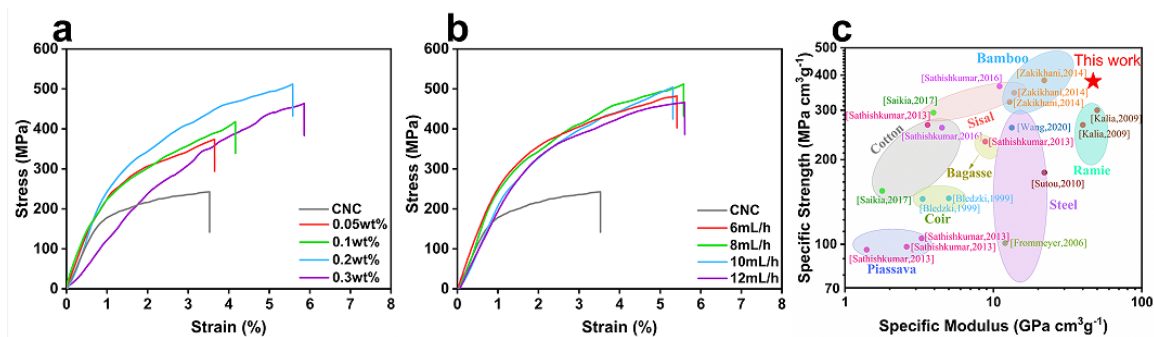 a
Stress (MPa)
600
500
400
300
200
100
0
0 1 2 3 4 5 6 7 8
Strain (%)
CNC
0.05wt%
0.1wt%
0.2wt%
0.3wt%
b
Stress (MPa)
600
500
400
300
200
100
0
0 1 2 3 4 5 6 7 8
Strain (%)
CNC
6mL/h
8mL/h
10mL/h
12mL/h
c
Specific Strength (MPa cm³g⁻¹)
500
400
300
200
100
70
1 10 100
Specific Modulus (GPa cm³g⁻¹)
Bamboo
This work
[Zakikhani,2014]
[Sathishkumar,2016]
[Zakikhani,2014]
[Zakikhani,2014]
[Saikia,2017]
[Sathishkumar,2013]
Sisal
[Kalia,2009]
[Kalia,2009]
[Wang,2020]
[Sathishkumar,2016]
[Sathishkumar,2013]
Cotton
Bagasse
Ramie
[Sutou,2010]
[Saikia,2017]
[Bledzki,1999]
[Bledzki,1999]
Coir
Steel
[Sathishkumar,2013]
[Sathishkumar,2013]
[Sathishkumar,2013]
[Frommeyer,2006]
Piassava